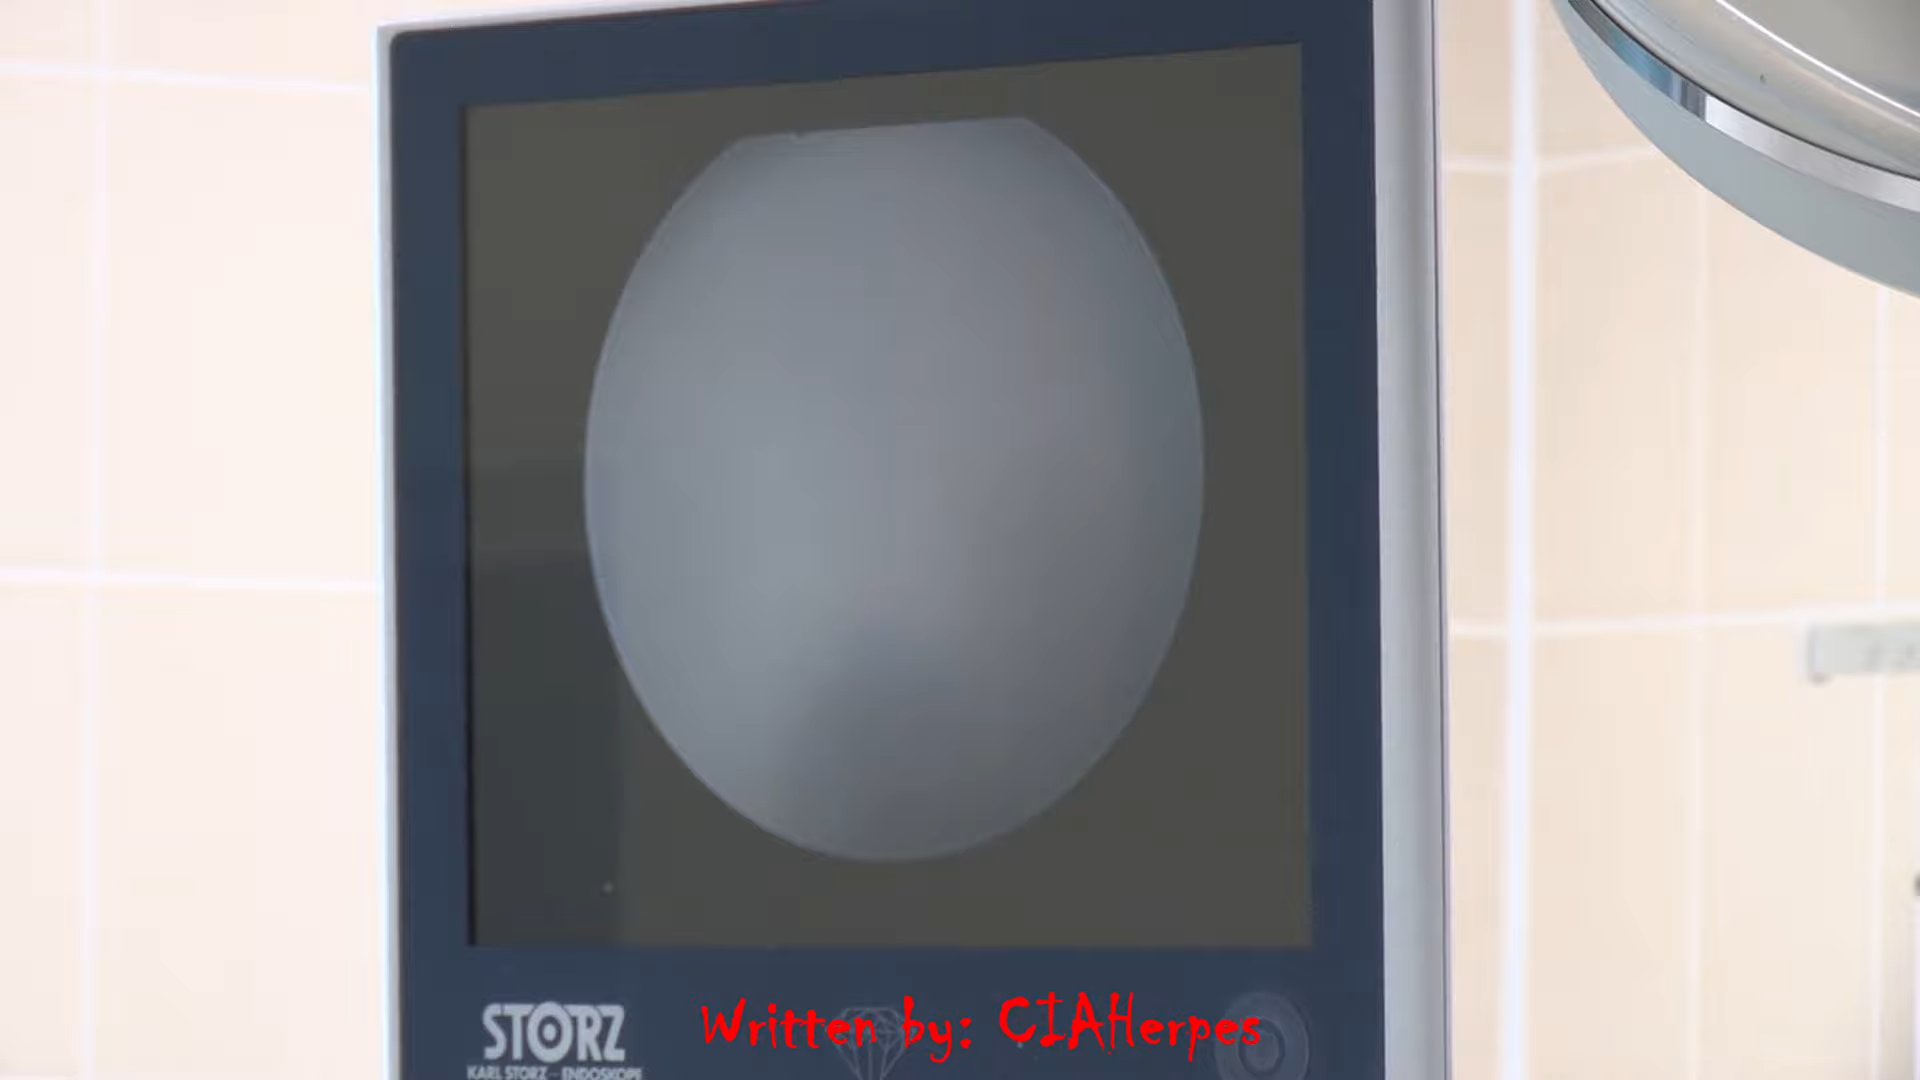 STORZ
KARL STORZ — ENDOSKOPE
Written by: CIAHerpes